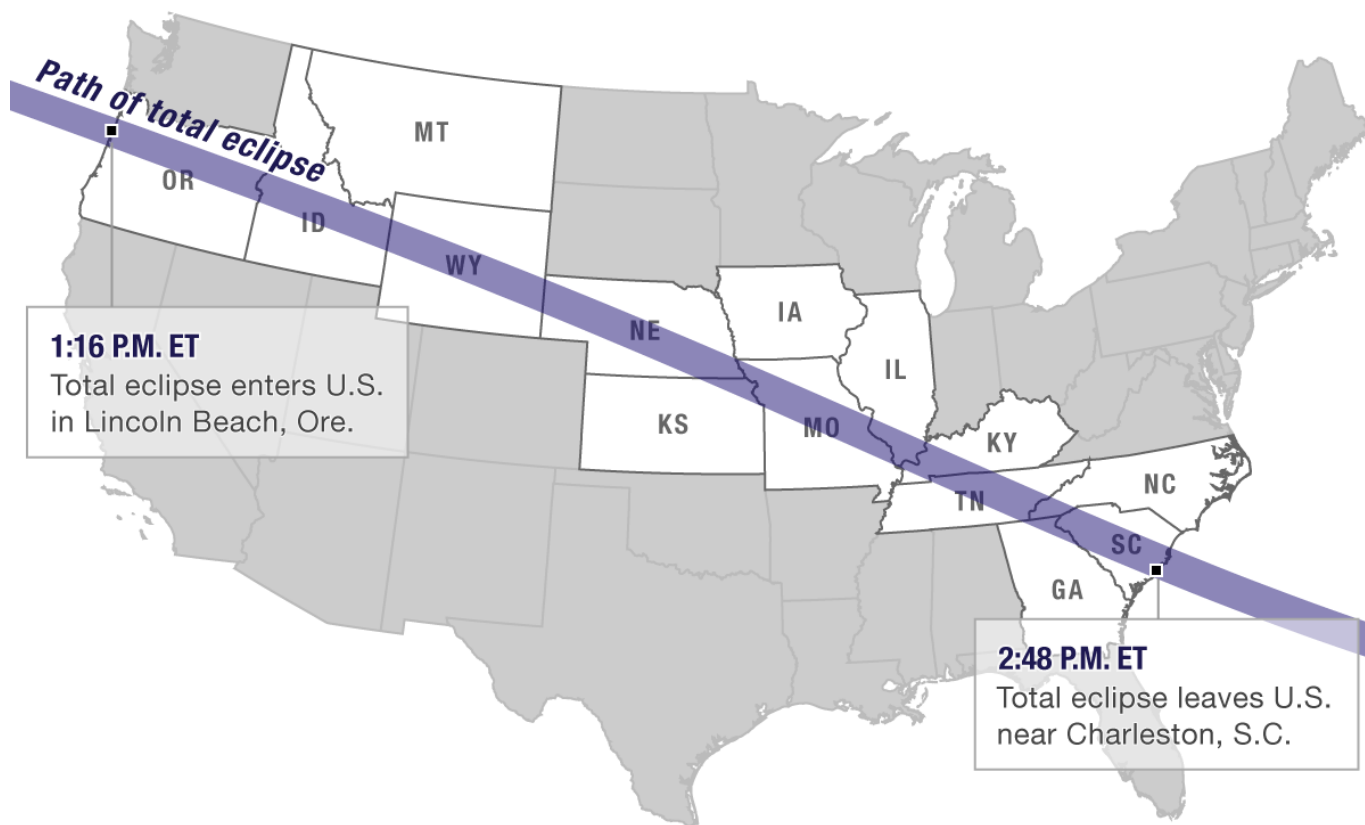 Path of total eclipse
MT
OR
ID
WY
IA
NE
IL
KS
MO
KY
TN
NC
SC
GA
1:16 P.M. ET
Total eclipse enters U.S.
in Lincoln Beach, Ore.
2:48 P.M. ET
Total eclipse leaves U.S.
near Charleston, S.C.